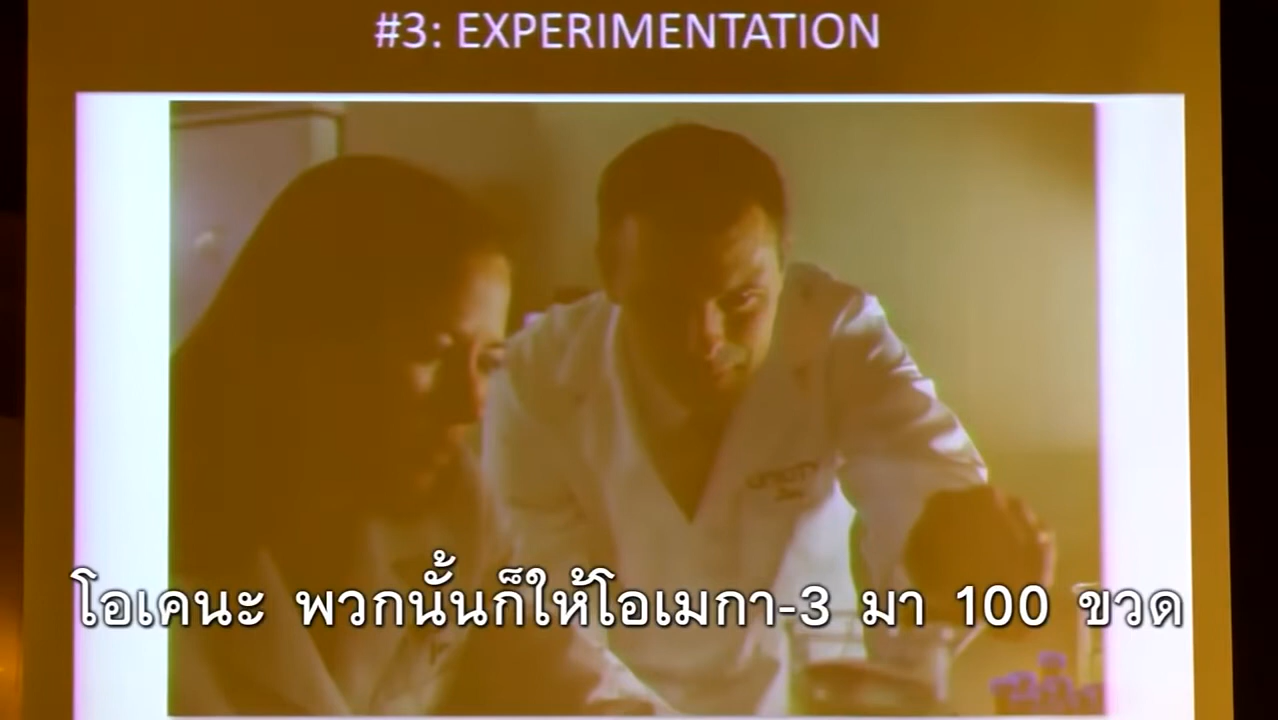 #3: EXPERIMENTATION
โอเคนะ พวกนั้นก็ให้โอเมกา-3 มา 100 ขวด